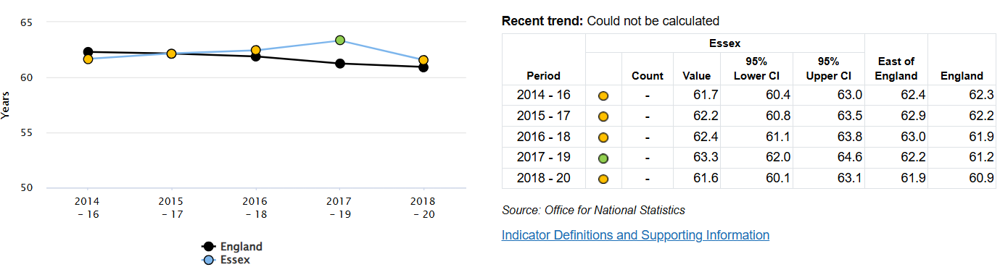 65
60
55
50
Years
2014
– 16
2015
– 17
2016
– 18
2017
– 19
2018
– 20
England
Essex
Recent trend: Could not be calculated
Essex
Period Count Value 95% Lower CI 95% Upper CI East of England England
2014 - 16 - 61.7 60.4 63.0 62.4 62.3
2015 - 17 - 62.2 60.8 63.5 62.9 62.2
2016 - 18 - 62.4 61.1 63.8 63.0 61.9
2017 - 19 - 63.3 62.0 64.6 62.2 61.2
2018 - 20 - 61.6 60.1 63.1 61.9 60.9
Source: Office for National Statistics
Indicator Definitions and Supporting Information